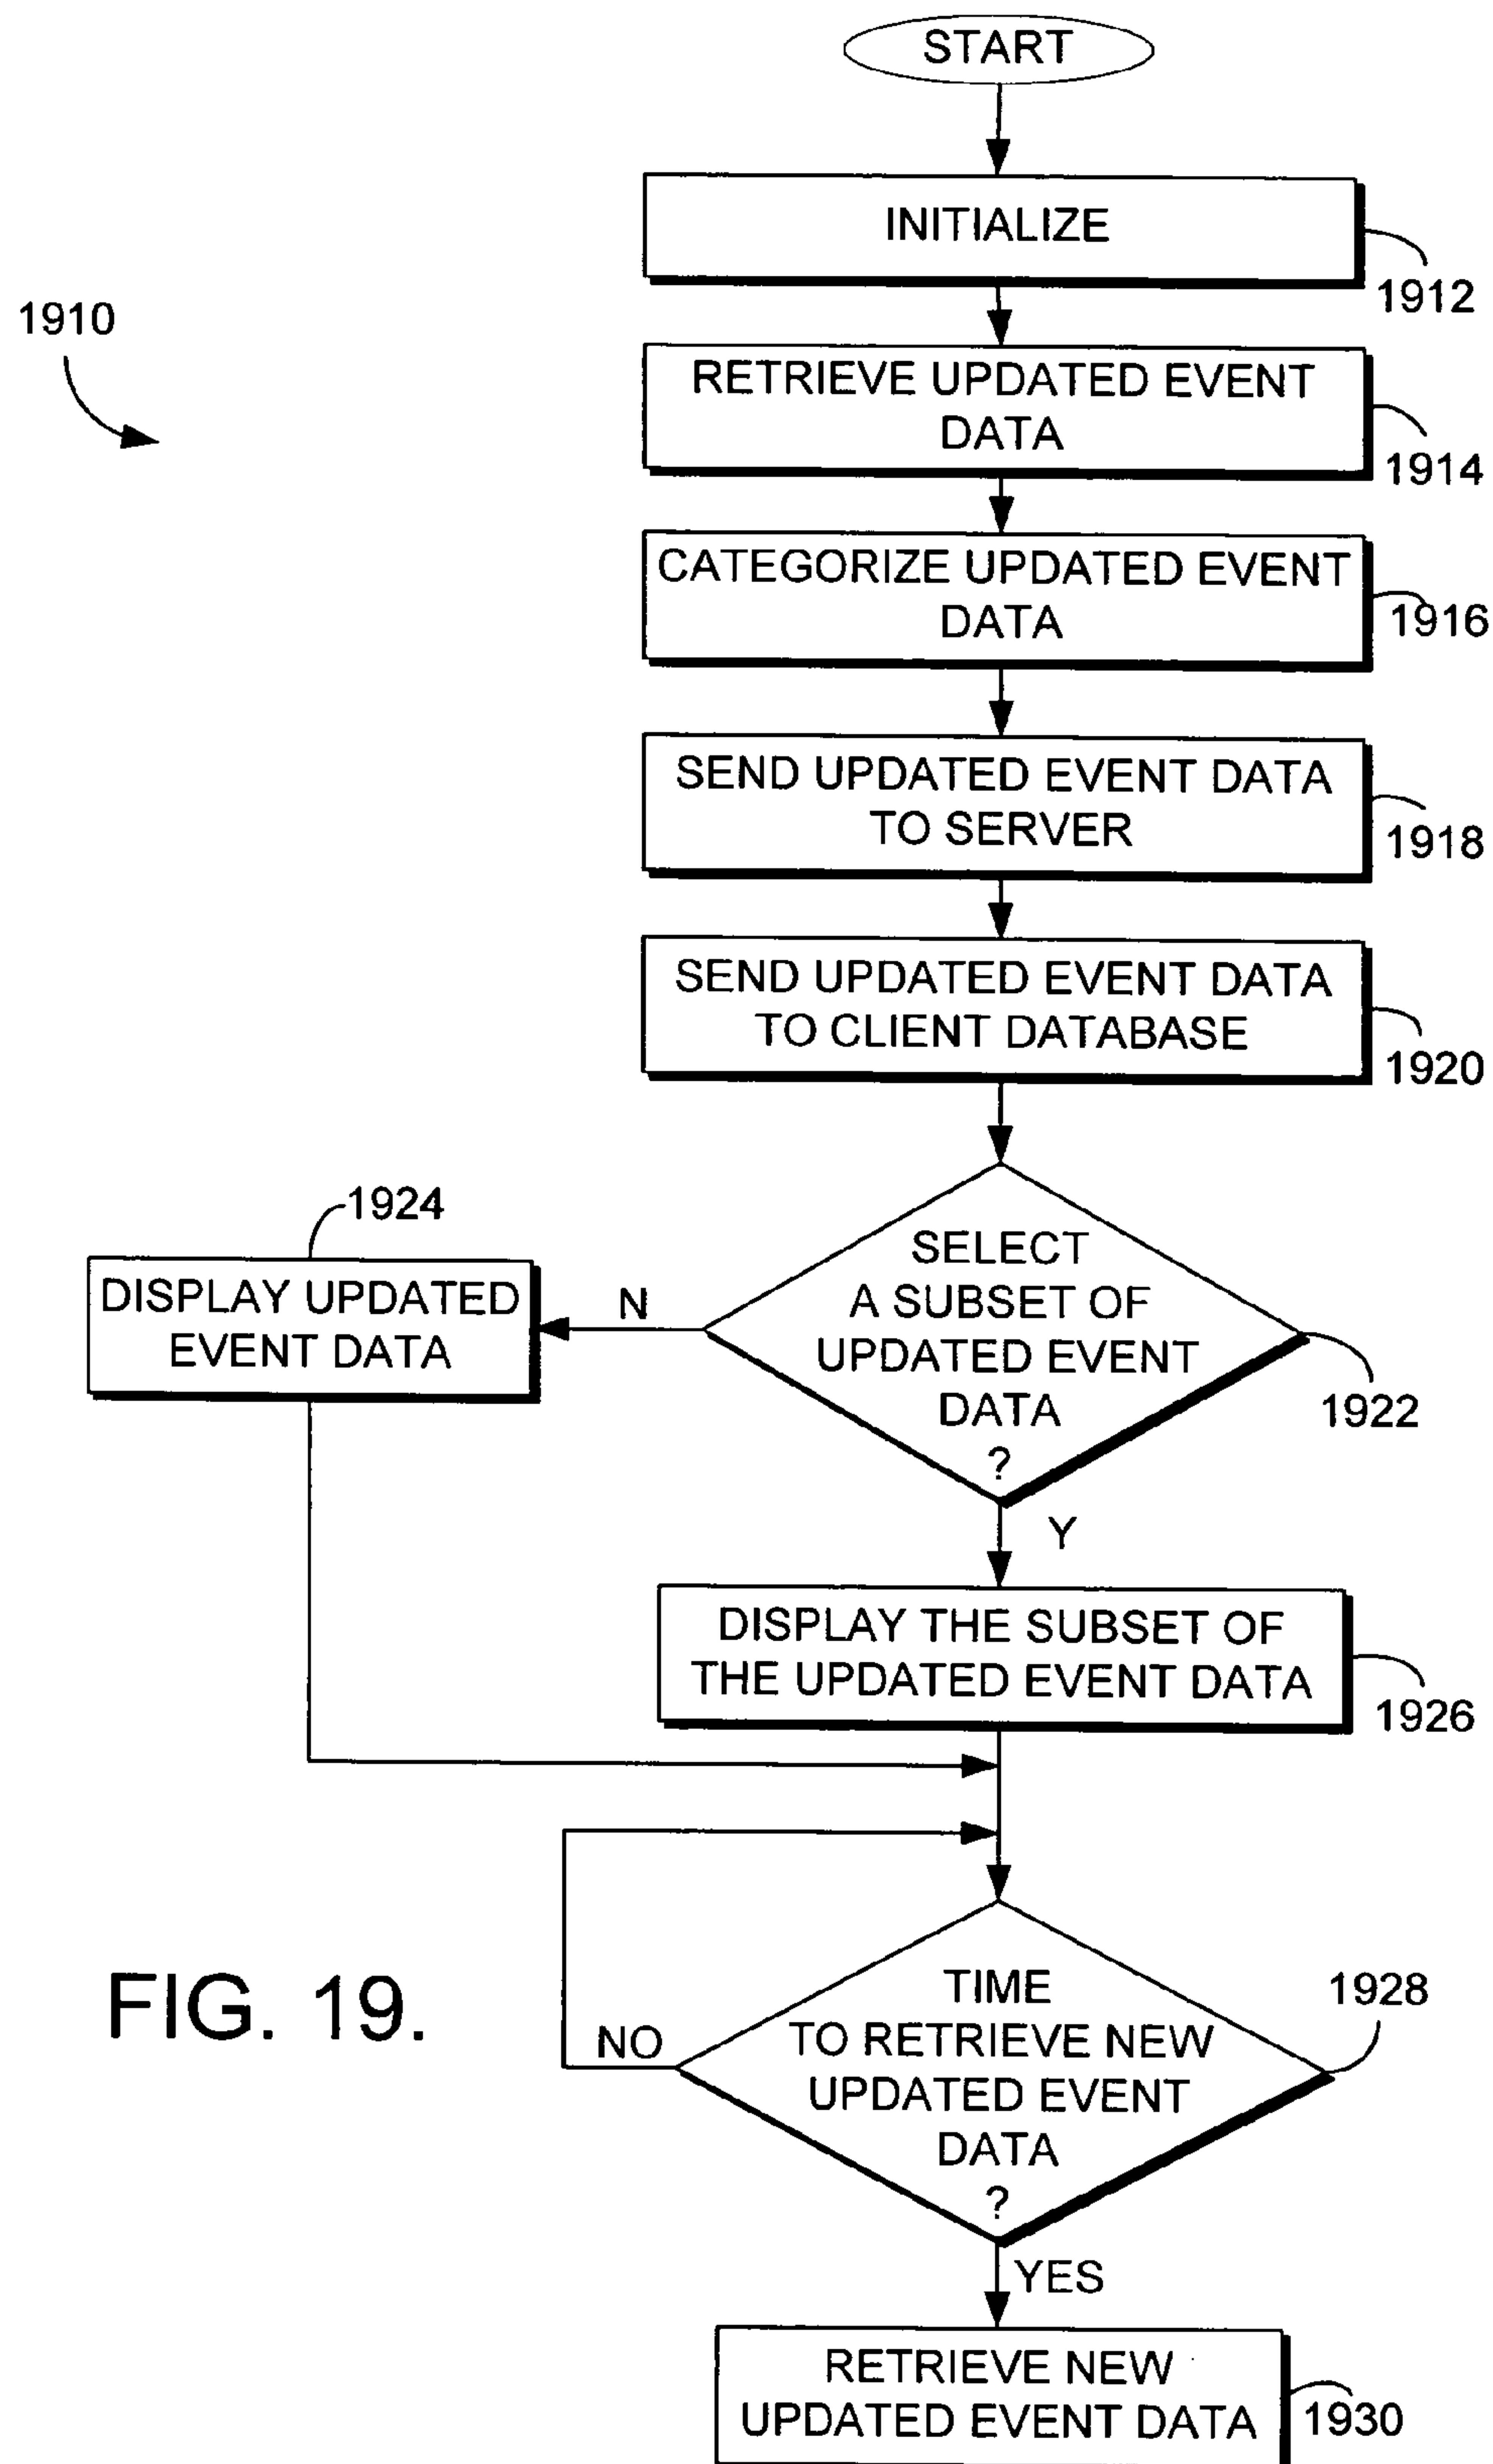 START
INITIALIZE
1912
1910
RETRIEVE UPDATED EVENT
DATA
1914
CATEGORIZE UPDATED EVENT
DATA
1916
SEND UPDATED EVENT DATA
TO SERVER
1918
SEND UPDATED EVENT DATA
TO CLIENT DATABASE
1920
SELECT
A SUBSET OF
UPDATED EVENT
DATA
?
1922
N
1924
DISPLAY UPDATED
EVENT DATA
Y
DISPLAY THE SUBSET OF
THE UPDATED EVENT DATA
1926
TIME
TO RETRIEVE NEW
UPDATED EVENT
DATA
?
1928
NO
FIG. 19.
YES
RETRIEVE NEW
UPDATED EVENT DATA
1930